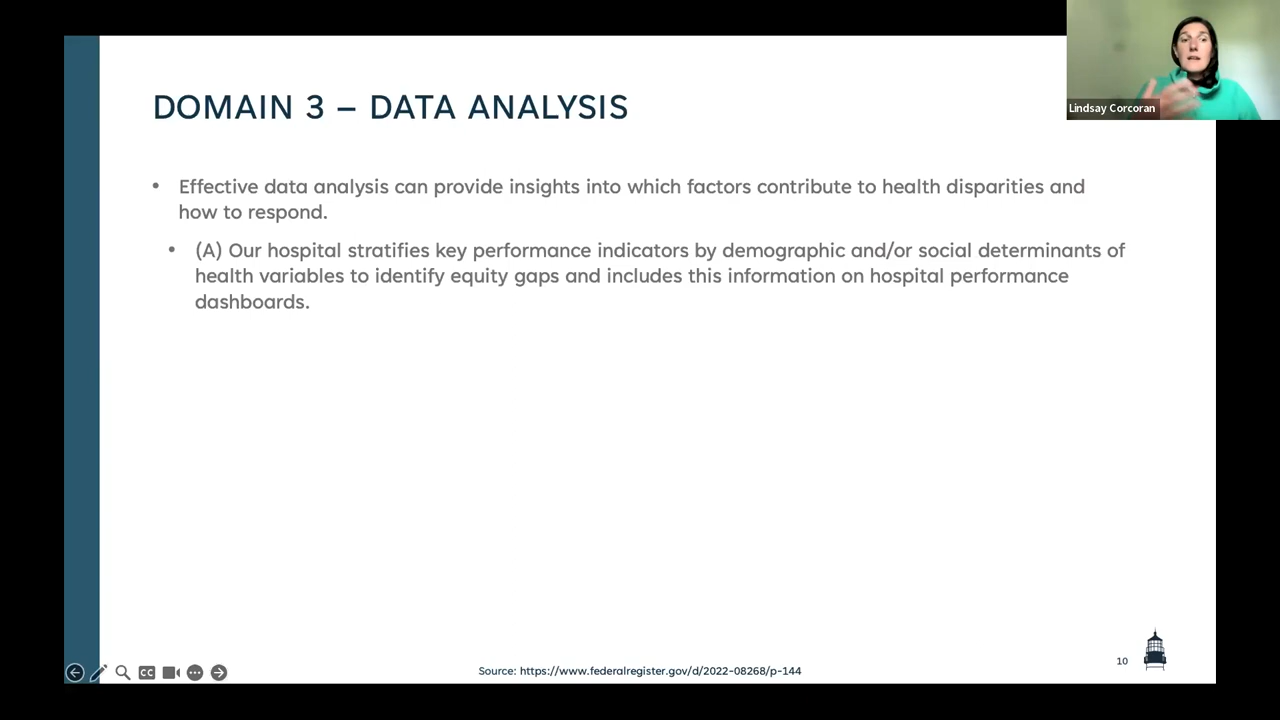 DOMAIN 3 – DATA ANALYSIS
Lindsay Corcoran
• Effective data analysis can provide insights into which factors contribute to health disparities and
how to respond.
• (A) Our hospital stratifies key performance indicators by demographic and/or social determinants of
health variables to identify equity gaps and includes this information on hospital performance
dashboards.
CC
Source: https://www.federalregister.gov/d/2022-08268/p-144
10